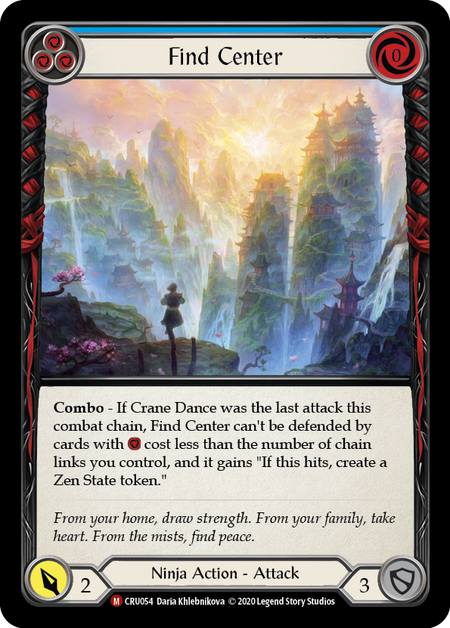 Find Center
0
Combo - If Crane Dance was the last attack this
combat chain, Find Center can't be defended by
cards with cost less than the number of chain
links you control, and it gains "If this hits, create a
Zen State token."
From your home, draw strength. From your family, take
heart. From the mists, find peace.
2
Ninja Action - Attack
3
M CRU054 Daria Khlebnikova © 2020 Legend Story Studios